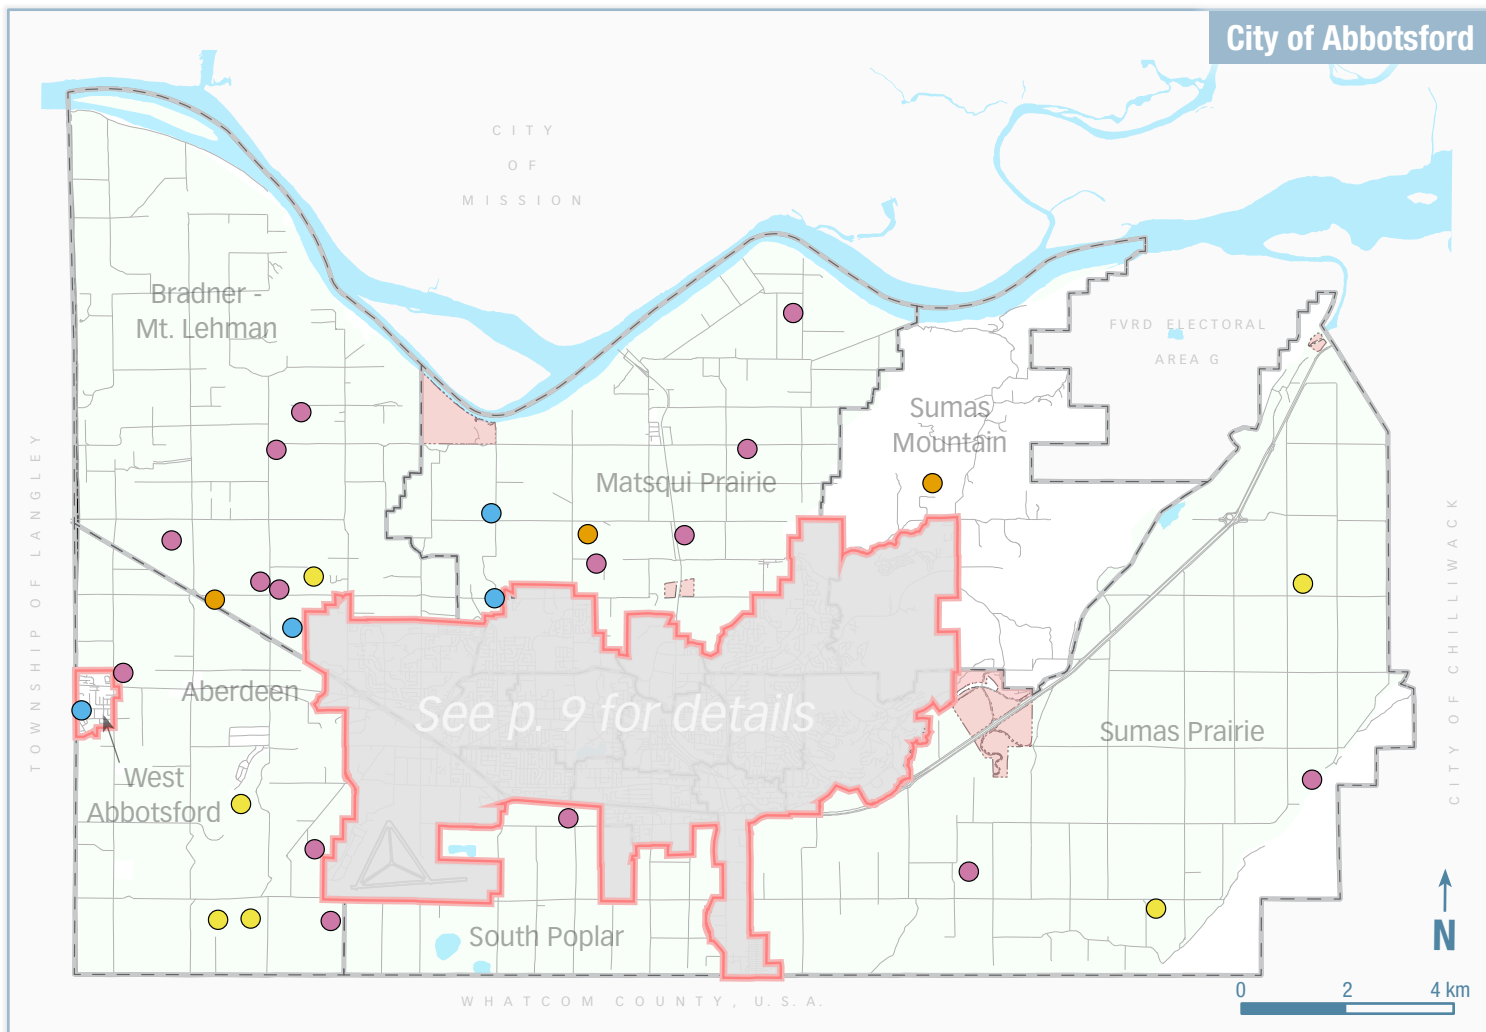 City of Abbotsford
CITY
OF
MISSION
Bradner -
Mt. Lehman
FVRD ELECTORAL
AREA G
Sumas
Mountain
Matsqui Prairie
TOWNSHIP OF LANGLEY
CITY OF CHILLIWACK
Aberdeen
See p. 9 for details
Sumas Prairie
West
Abbotsford
South Poplar
N
WHATCOM COUNTY, U.S.A.
0 2 4 km